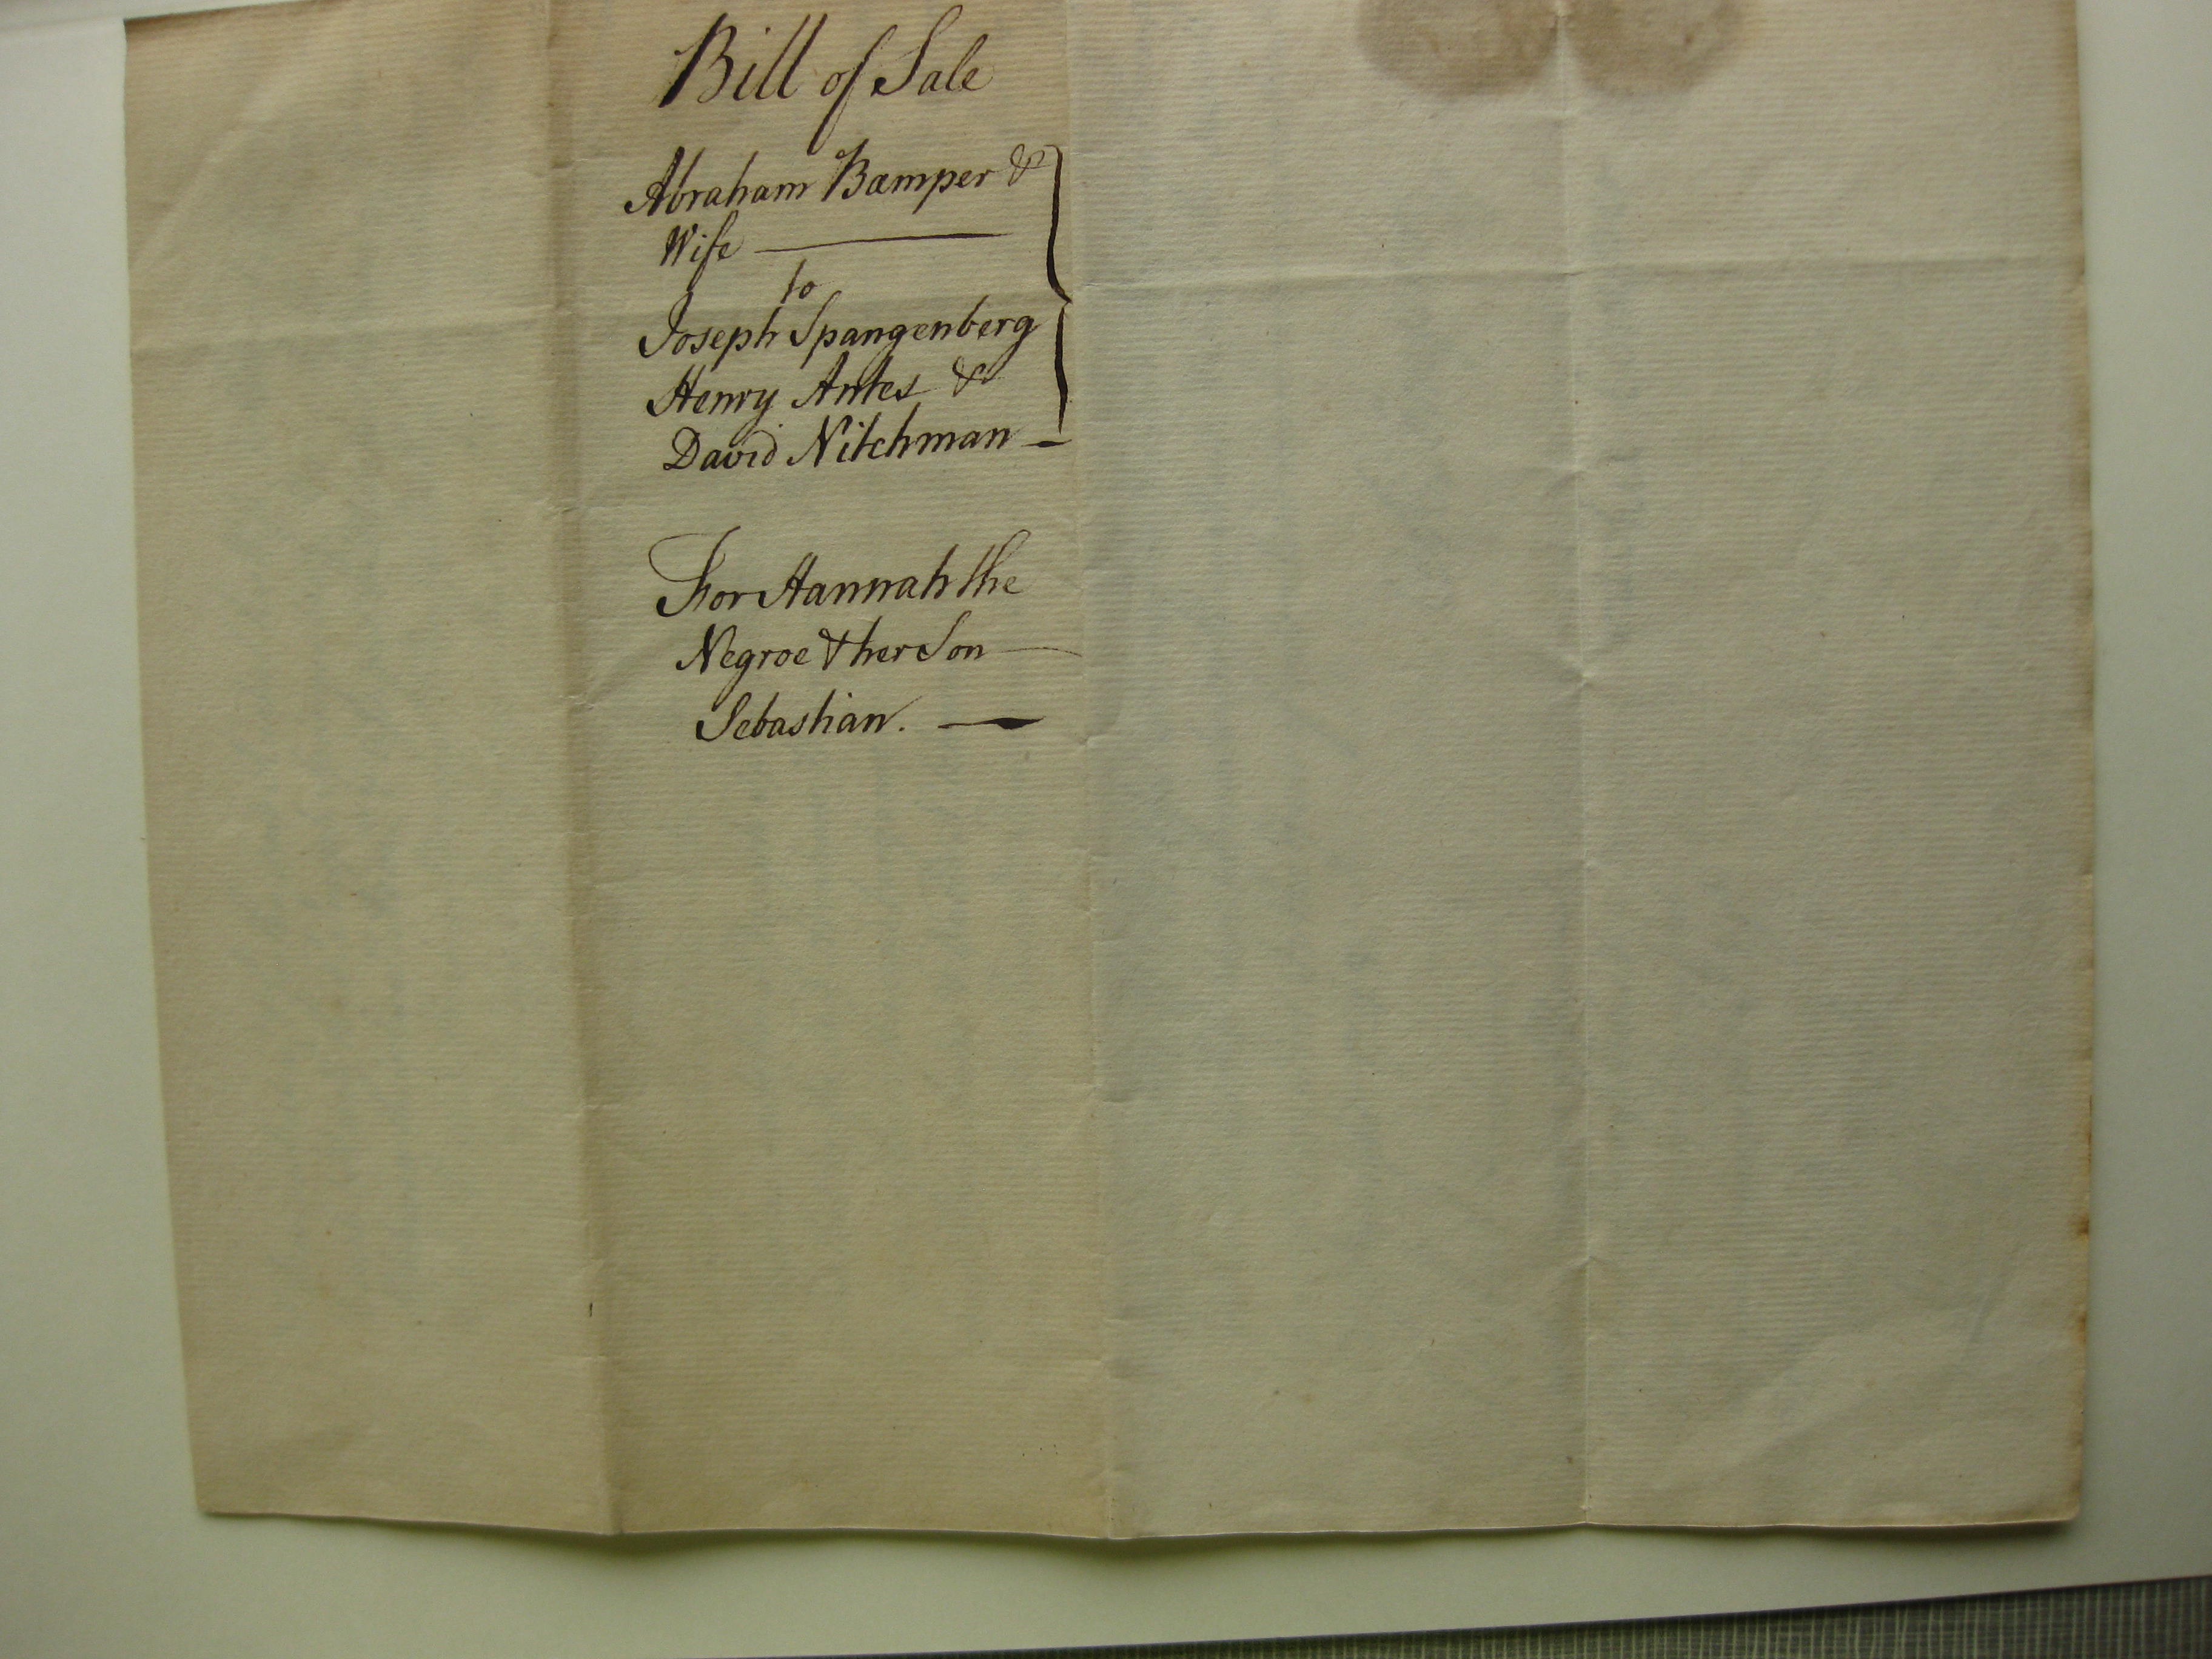 Bill of Sale
Abraham Bæmper &
Wife
to
Joseph Spangenberg
Henry Antes &
David Nitchman
For Hannah the
Negroe & her Son
Sebastian.